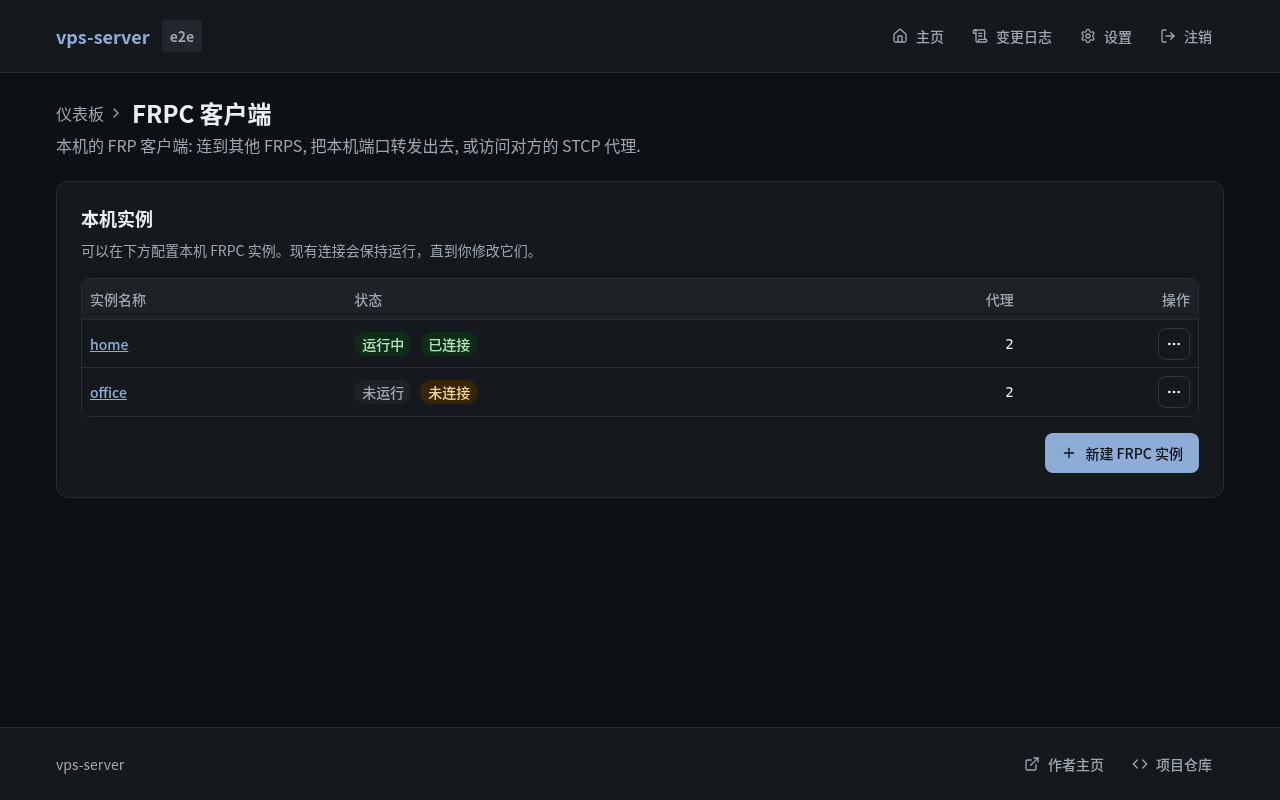 vps-server e2e 主页 变更日志 设置 注销
仪表板 FRPC 客户端
本机的 FRP 客户端: 连到其他 FRPS, 把本机端口转发出去, 或访问对方的 STCP 代理.
本机实例
可以在下方配置本机 FRPC 实例。现有连接会保持运行，直到你修改它们。
实例名称 状态 代理 操作
home 运行中 已连接 2
office 未运行 未连接 2
新建 FRPC 实例
vps-server 作者主页 项目仓库